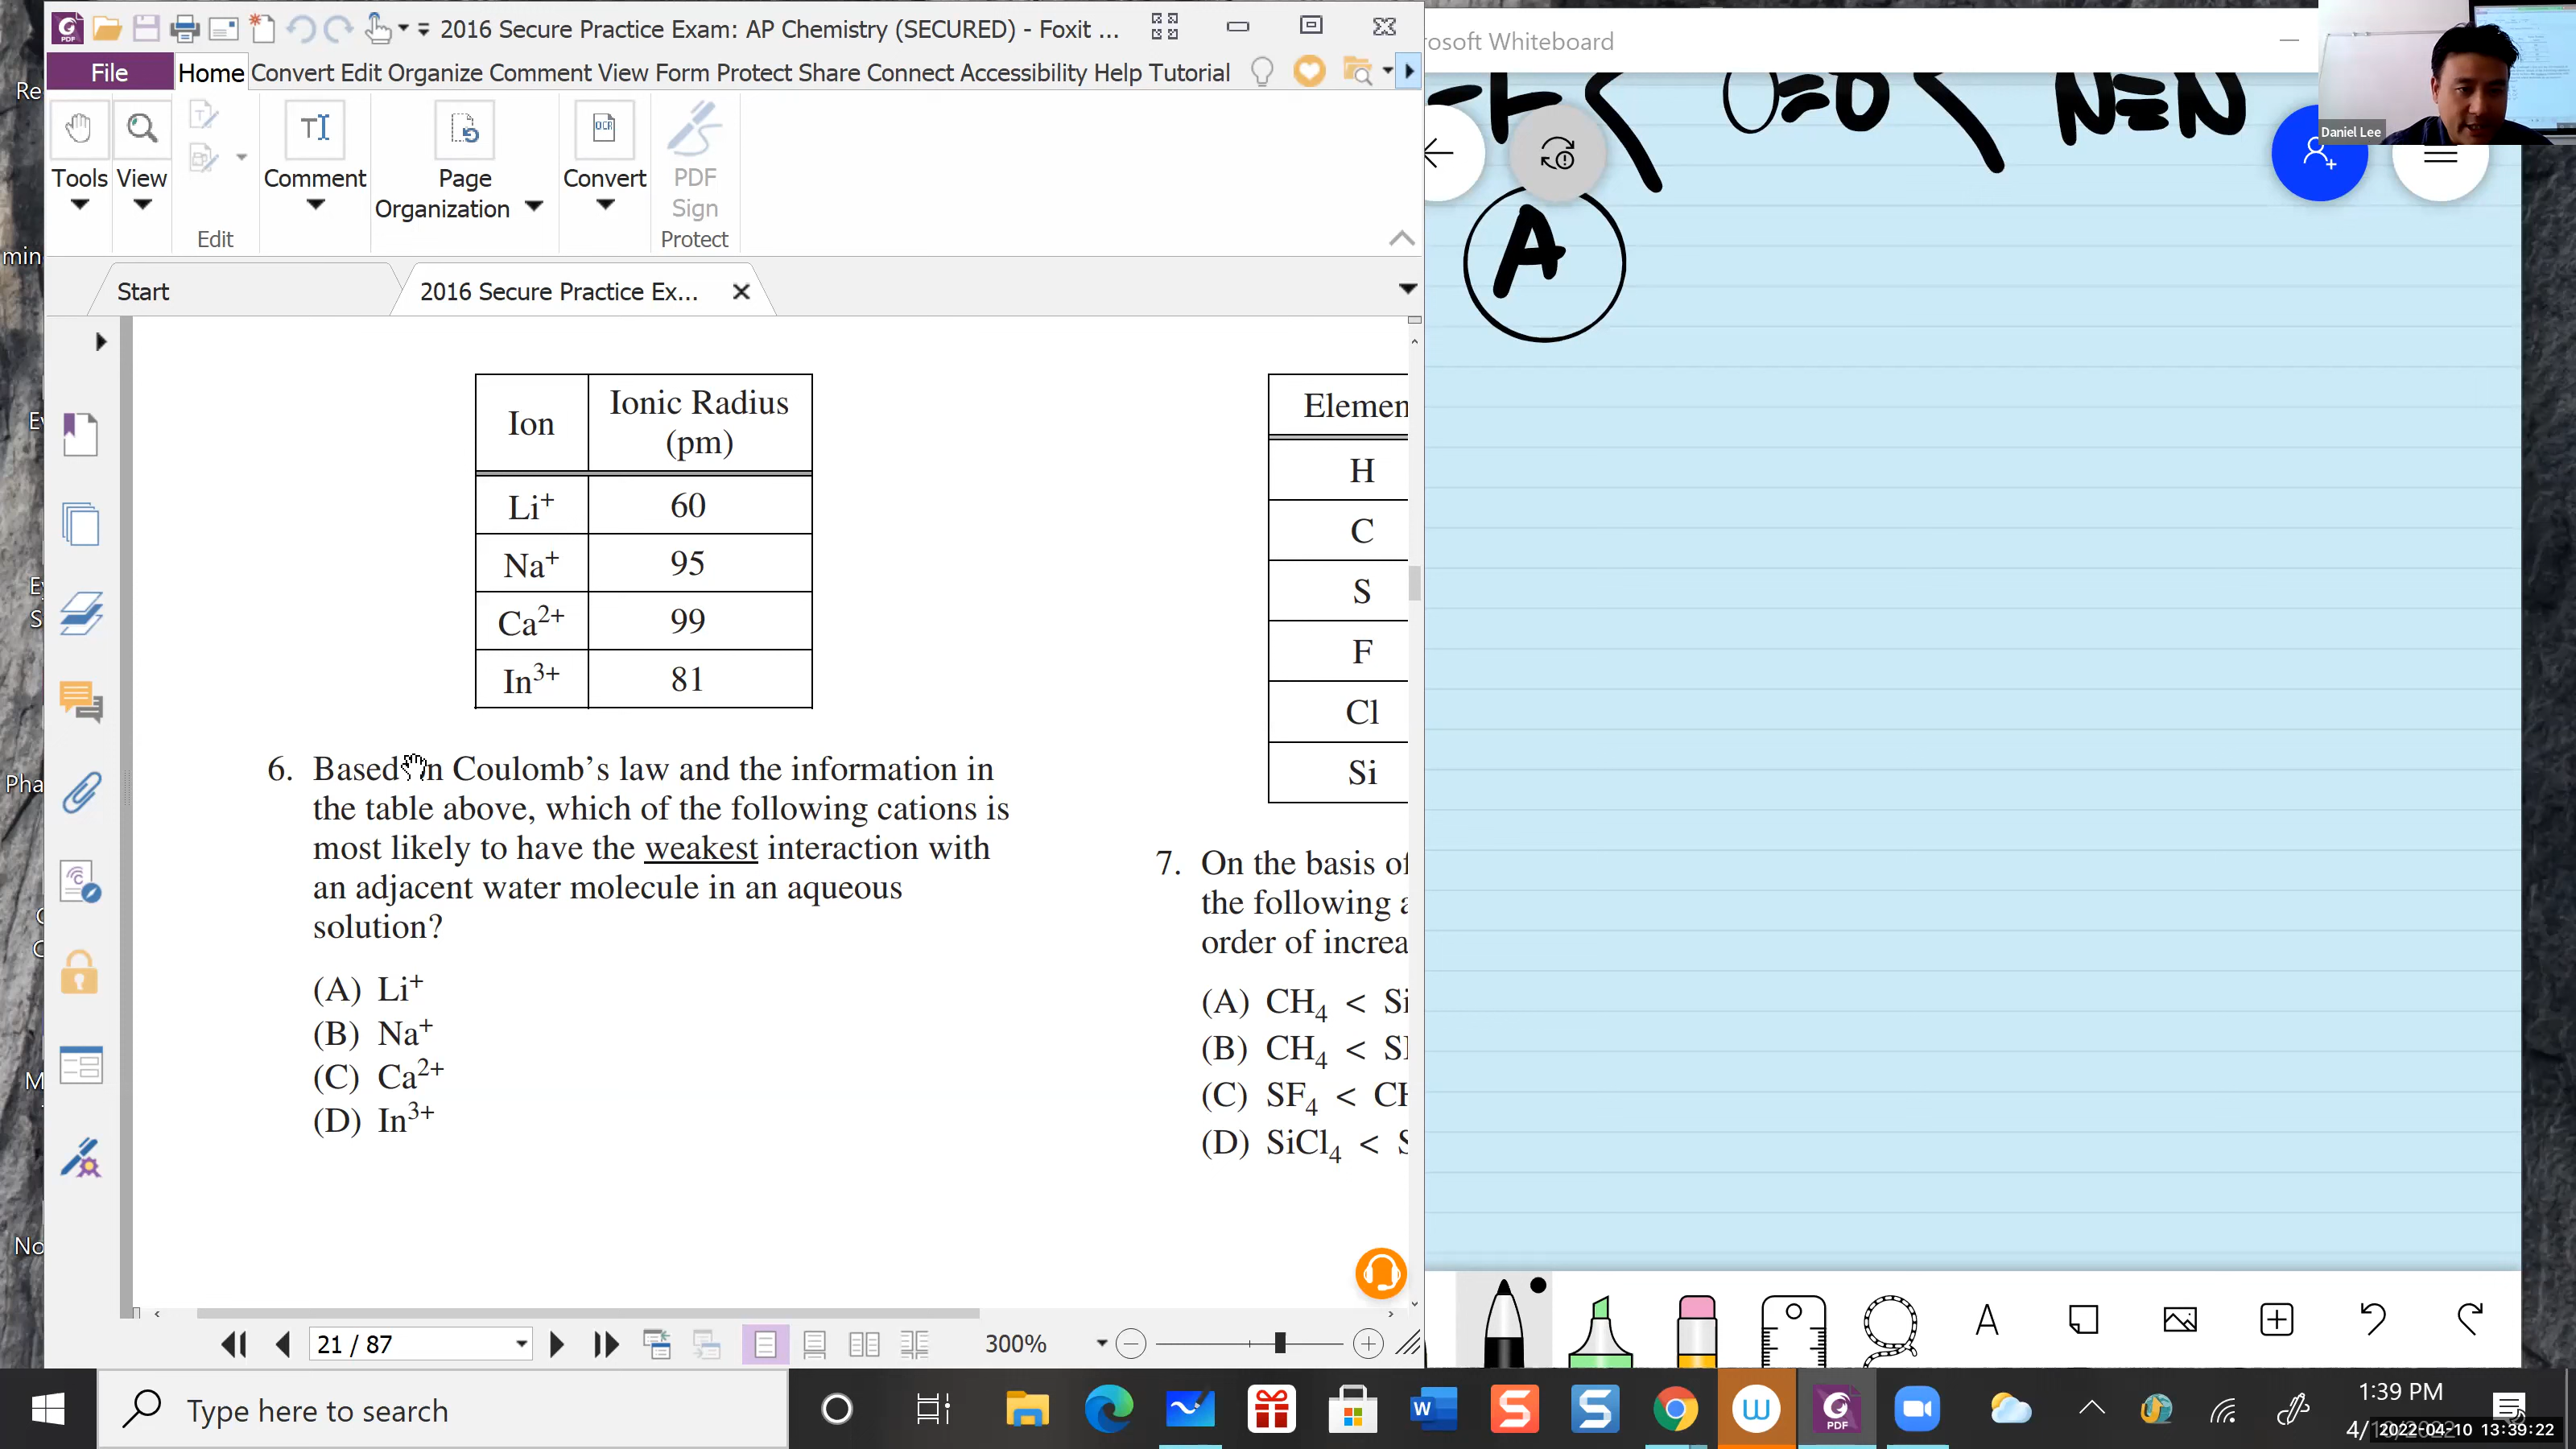 2016 Secure Practice Exam: AP Chemistry (SECURED) - Foxit ...
File Home Convert Edit Organize Comment View Form Protect Share Connect Accessibility Help Tutorial
Tools
View
Edit
Comment
Page
Organization
Convert
PDF
Sign
Protect
Start
2016 Secure Practice Ex...
Ion Ionic Radius
(pm)
Li+ 60
Na+ 95
Ca2+ 99
In3+ 81
6. Based on Coulomb's law and the information in
the table above, which of the following cations is
most likely to have the weakest interaction with
an adjacent water molecule in an aqueous
solution?
(A) Li+
(B) Na+
(C) Ca2+
(D) In3+
Elemen
H
C
S
F
Cl
Si
7. On the basis of
the following a
order of increa
(A) CH4 < Si
(B) CH4 <
(C) SF4 <
(D) SiCl4 < S
21 / 87
300%
osoft Whiteboard
O=O < N≡N
A
Daniel Lee
Type here to search
1:39 PM
2022-04-10 13:39:22